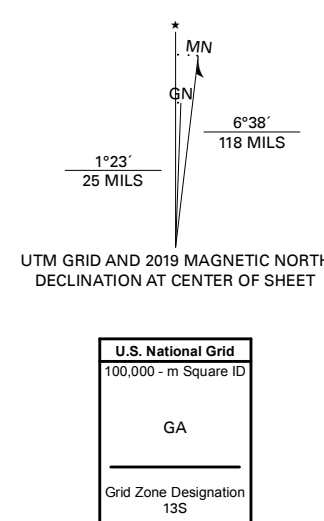 MN
GN
6°38´
118 MILS
1°23´
25 MILS
UTM GRID AND 2019 MAGNETIC NORTH
DECLINATION AT CENTER OF SHEET
U.S. National Grid
100,000 - m Square ID
GA
Grid Zone Designation
13S